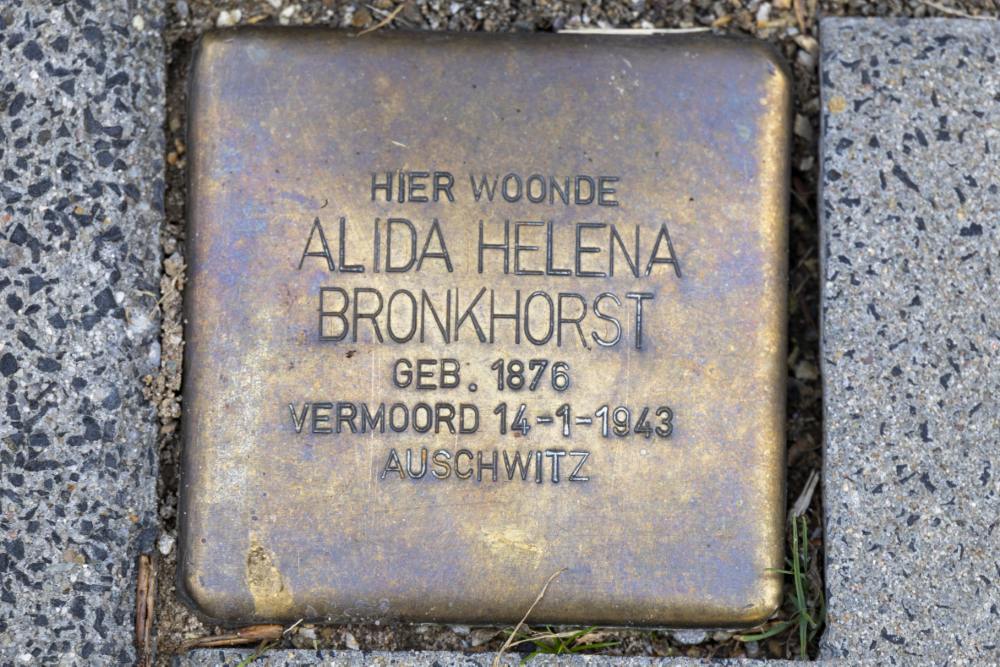 HIER WOONDE
ALIDA HELENA
BRONKHORST
GEB. 1876
VERMOORD 14-1-1943
AUSCHWITZ